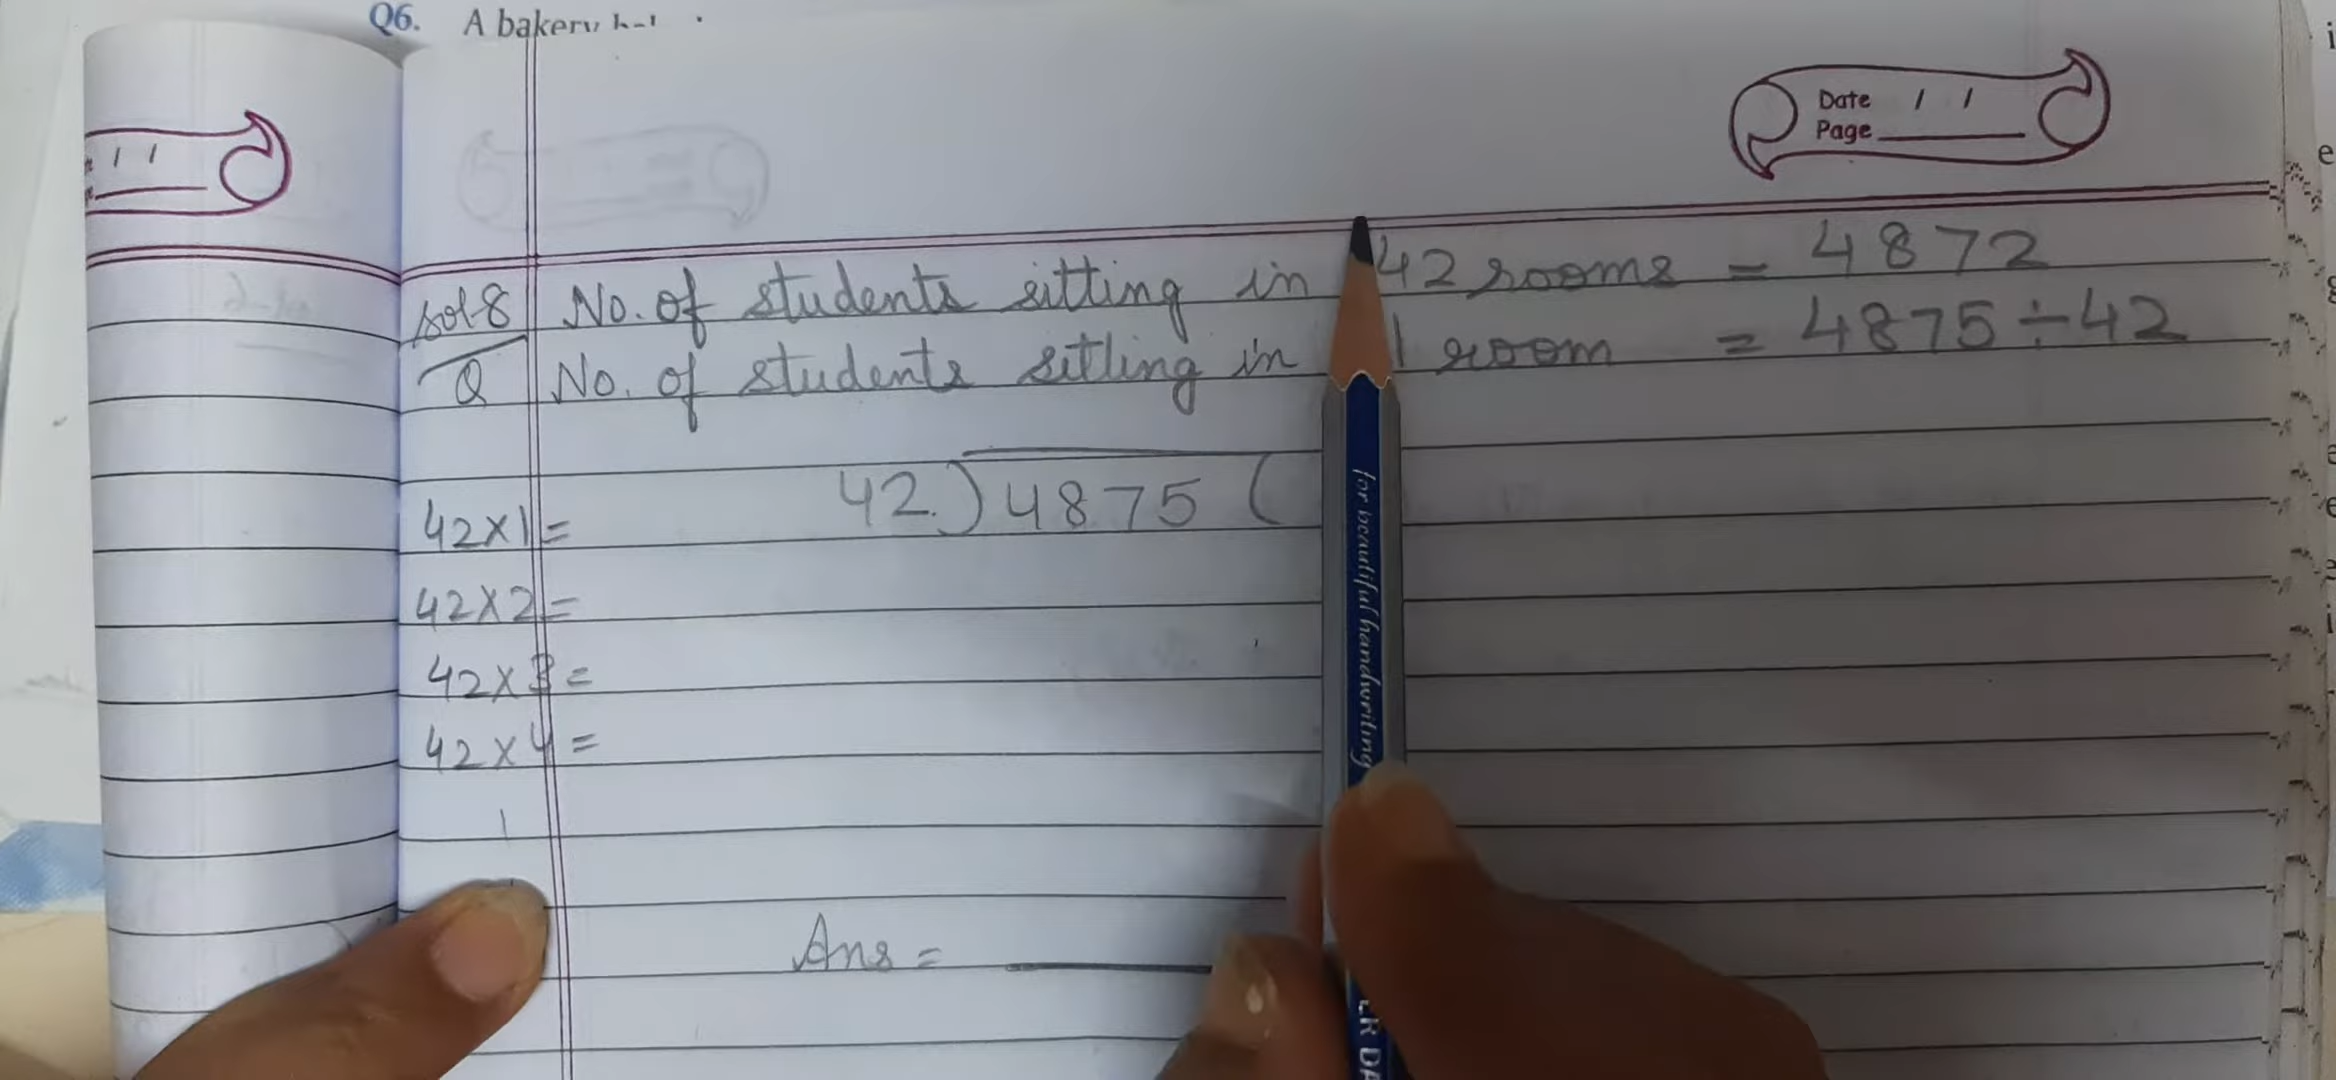 Q6. A bakery
Date / /
Page
/ /
Sol-8 No. of students sitting in 42 rooms = 4872
Q No. of students sitting in 1 room = 4875÷42
42) 4875 (
42×1=
42×2=
42×3=
42×4=
Ans =
for beautiful handwriting